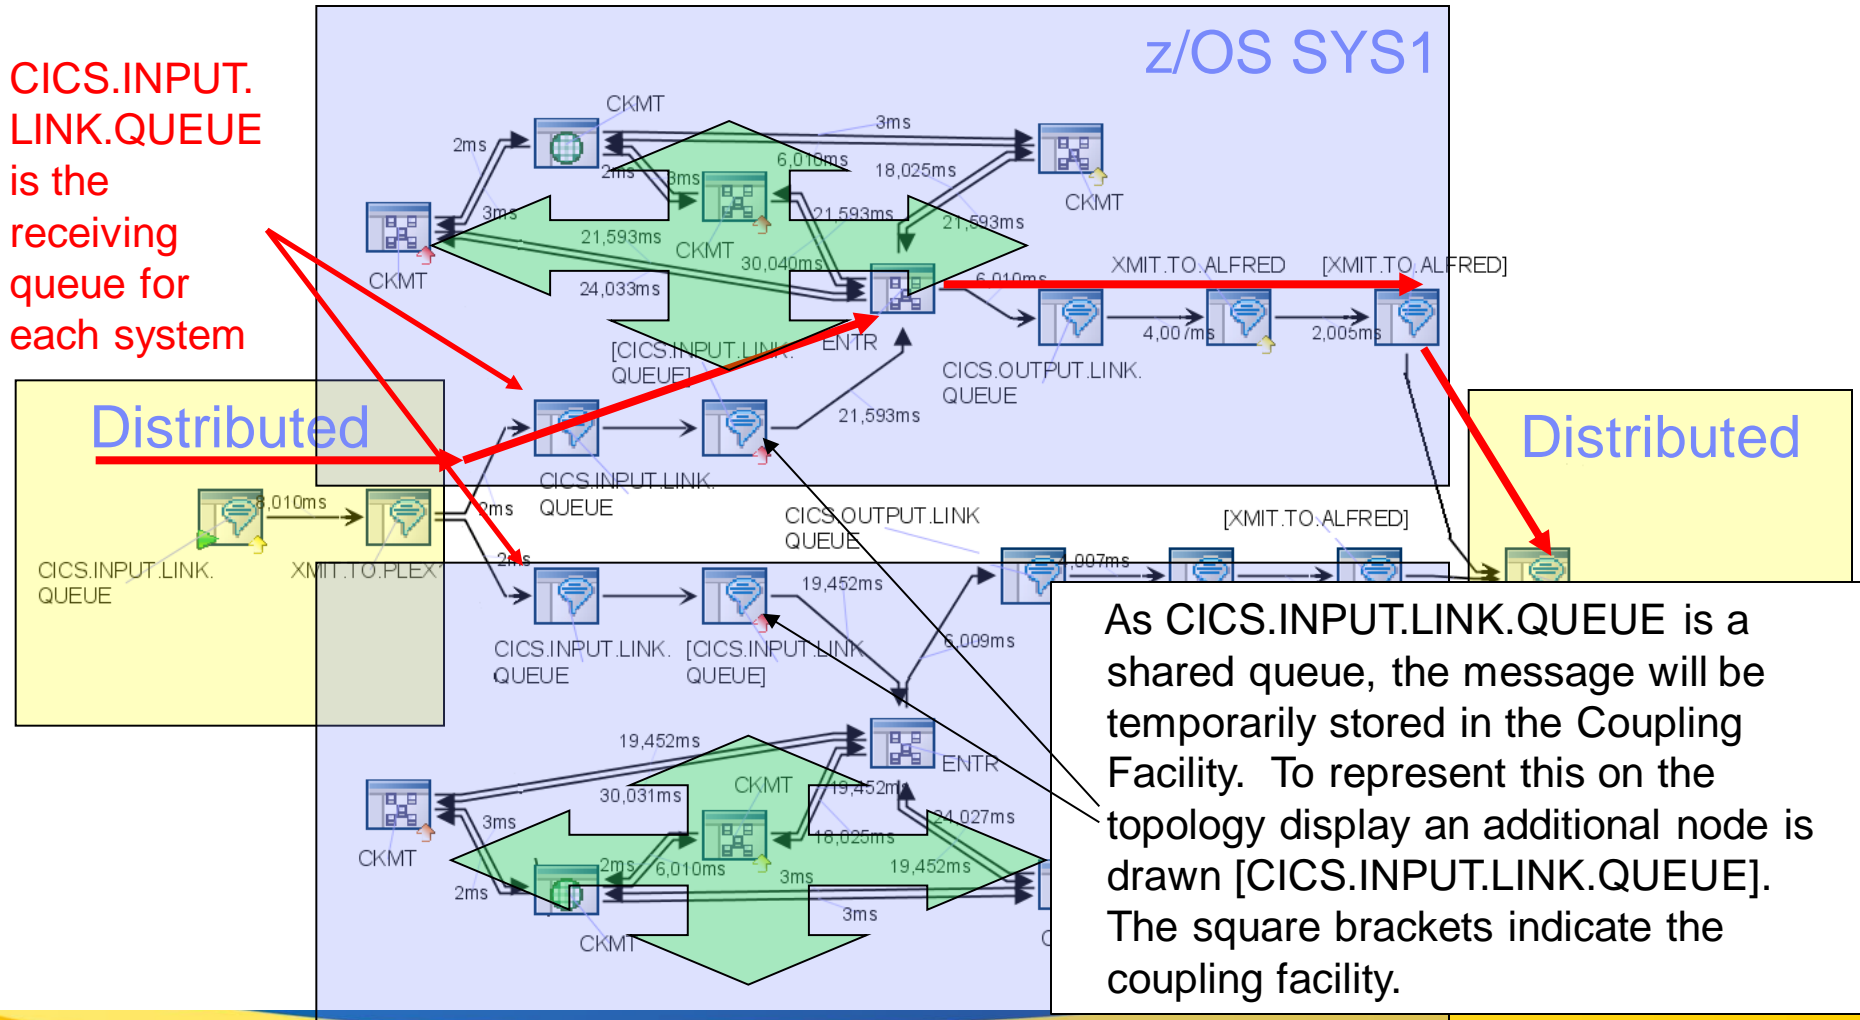 z/OS SYS1
CICS.INPUT.
LINK.QUEUE
is the
receiving
queue for
each system
CKMT
2ms
3ms
6,010ms
18,025ms
2ms
3ms
CKMT
3ms
21,593ms
21,593ms
21,593ms
CKMT
30,040ms
CKMT
24,033ms
6,010ms
XMIT.TO.ALFRED
[XMIT.TO.ALFRED]
4,007ms
2,005ms
ENTR
[CICS.INPUT.LINK.
QUEUE]
CICS.OUTPUT.LINK.
QUEUE
21,593ms
Distributed
Distributed
CICS.INPUT.LINK.
QUEUE
8,010ms
2ms
2ms
CICS.INPUT.LINK.
QUEUE
XMIT.TO.PLEX1
CICS.OUTPUT.LINK
QUEUE
[XMIT.TO.ALFRED]
4,007ms
19,452ms
CICS.INPUT.LINK.
QUEUE
[CICS.INPUT.LINK.
QUEUE]
6,009ms
As CICS.INPUT.LINK.QUEUE is a
shared queue, the message will be
temporarily stored in the Coupling
Facility. To represent this on the
topology display an additional node is
drawn [CICS.INPUT.LINK.QUEUE].
The square brackets indicate the
coupling facility.
19,452ms
ENTR
30,031ms
CKMT
19,452ms
3ms
18,025ms
24,027ms
CKMT
2ms
6,010ms
3ms
19,452ms
2ms
3ms
CKMT